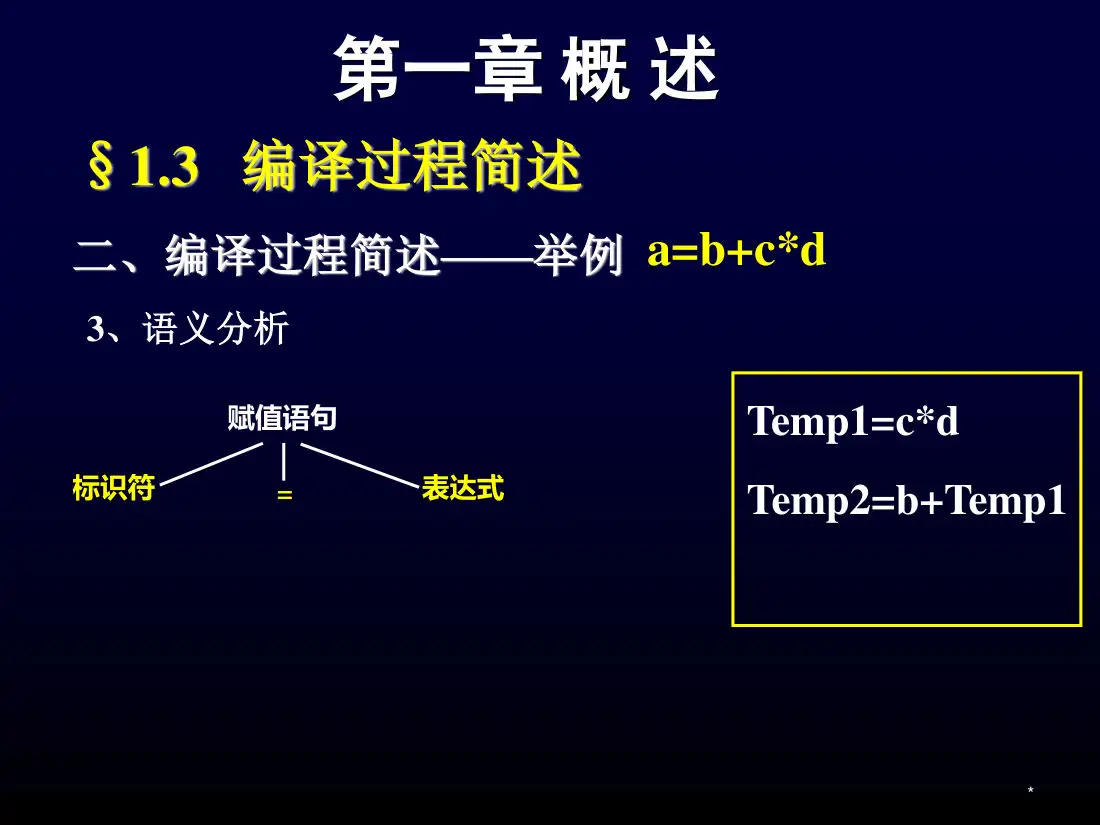 第一章 概 述
§1.3 编译过程简述
二、编译过程简述——举例 a=b+c*d
3、语义分析
赋值语句
标识符 = 表达式
Temp1=c*d
Temp2=b+Temp1
*